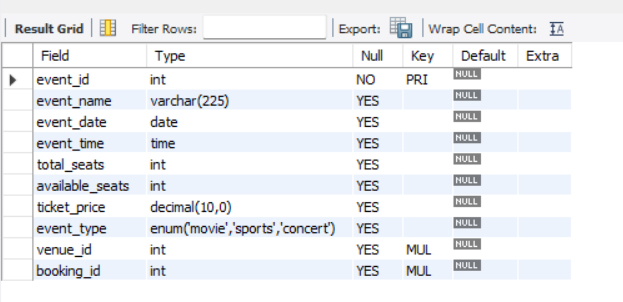 Result Grid Filter Rows: Export: Wrap Cell Content: IA
Field Type Null Key Default Extra
event_id int NO PRI NULL
event_name varchar(225) YES NULL
event_date date YES NULL
event_time time YES NULL
total_seats int YES NULL
available_seats int YES NULL
ticket_price decimal(10,0) YES NULL
event_type enum('movie','sports','concert') YES NULL
venue_id int YES MUL NULL
booking_id int YES MUL NULL